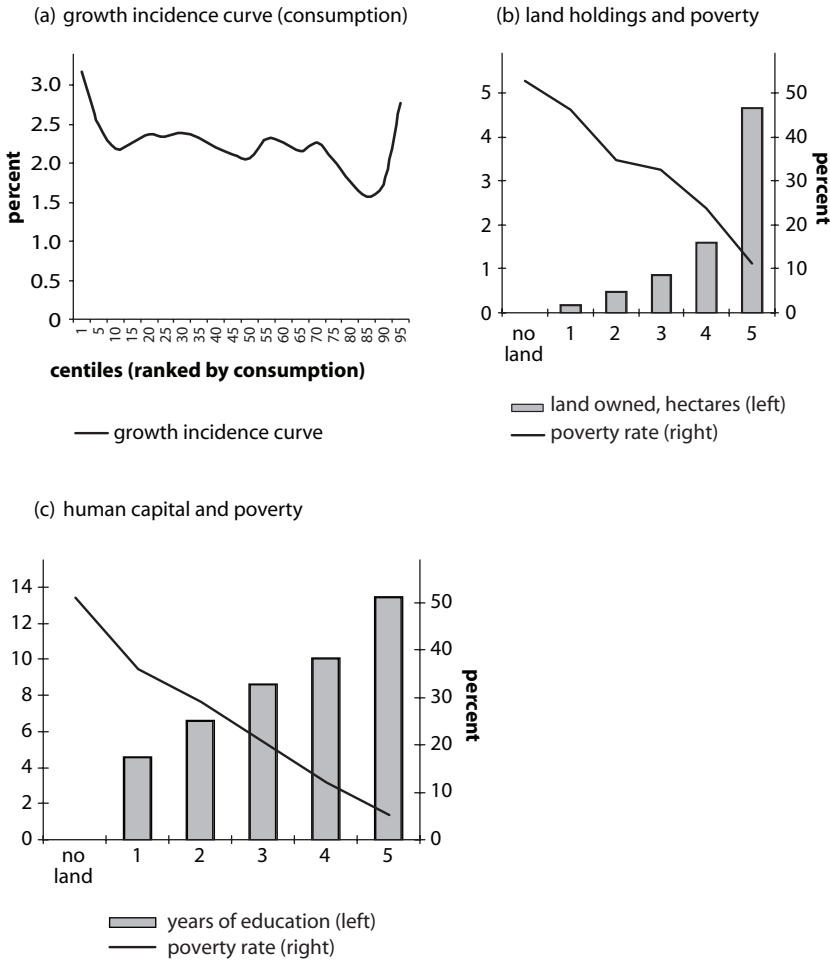 (a) growth incidence curve (consumption)
percent
3.0
2.5
2.0
1.5
1.0
0.5
0
1 5 10 15 20 25 30 35 40 45 50 55 60 65 70 75 80 85 90 95
centiles (ranked by consumption)
growth incidence curve
(b) land holdings and poverty
5
4
3
2
1
0
50
40
30
20
10
0
percent
no land 1 2 3 4 5
land owned, hectares (left)
poverty rate (right)
(c) human capital and poverty
14
12
10
8
6
4
2
0
50
40
30
20
10
0
percent
no land 1 2 3 4 5
years of education (left)
poverty rate (right)